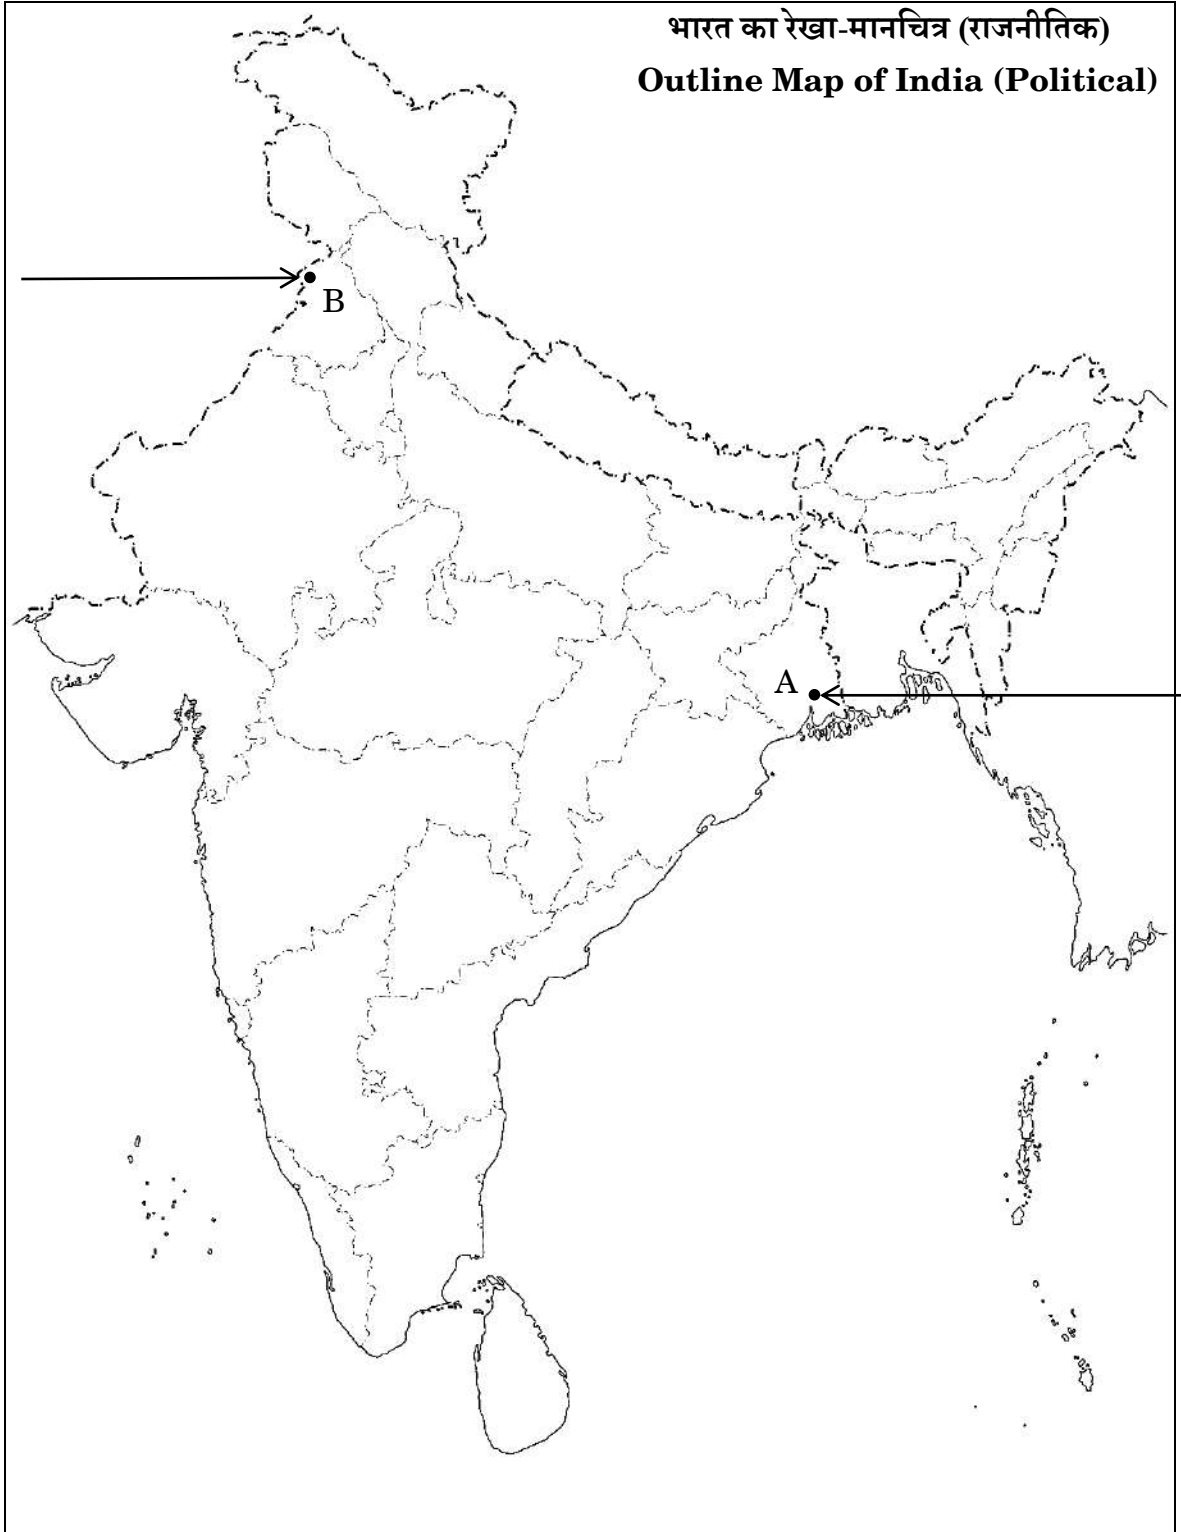 भारत का रेखा-मानचित्र (राजनीतिक)
Outline Map of India (Political)
B
A